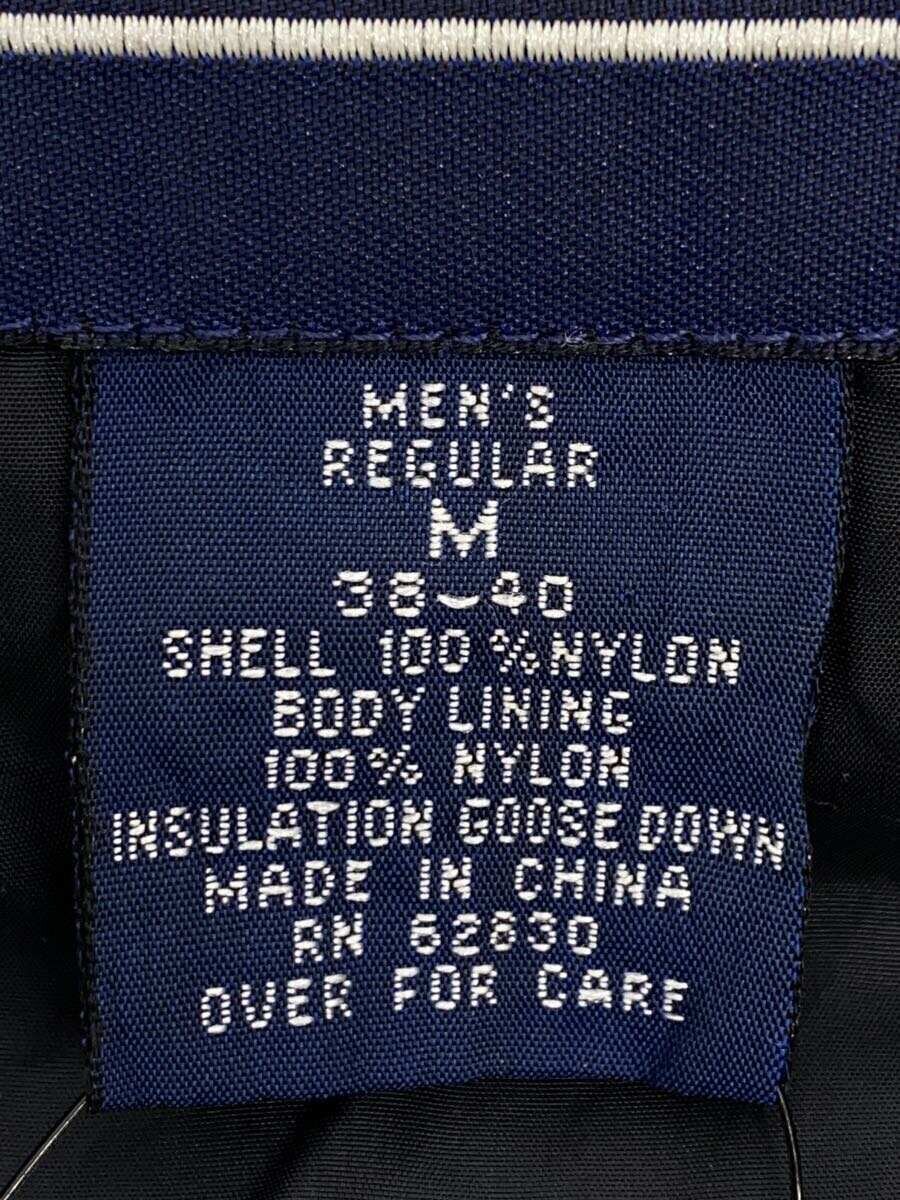 MEN'S
REGULAR
M
38-40
SHELL 100% NYLON
BODY LINING
100% NYLON
INSULATION GOOSE DOWN
MADE IN CHINA
RN 62830
OVER FOR CARE